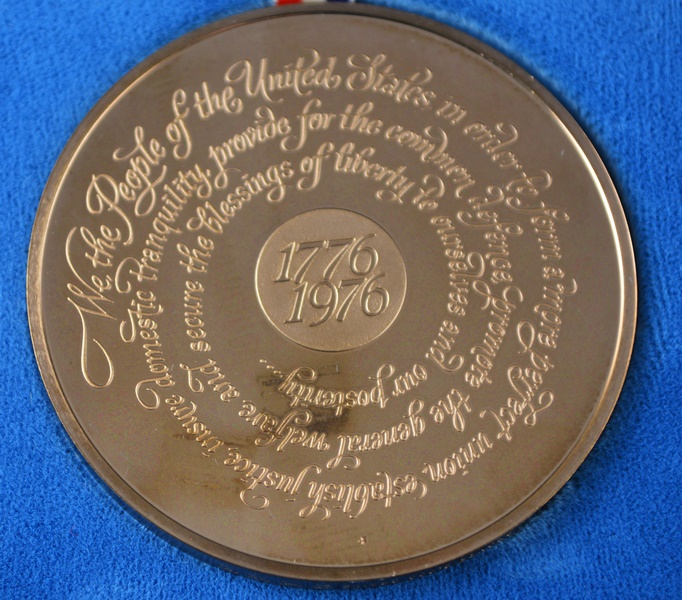 We the People of the United States in order to form a more perfect union, establish justice, insure domestic tranquility, provide for the common defence, promote the general welfare and secure the blessings of liberty to ourselves and our posterity...
1776
1976